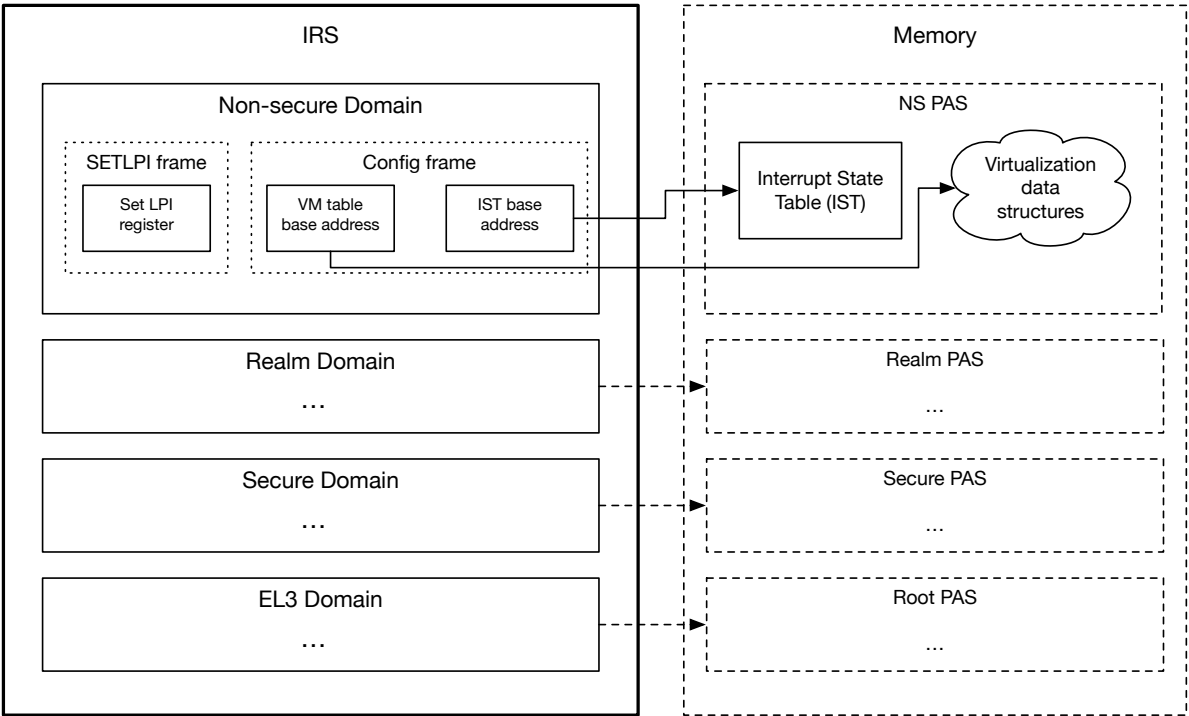 IRS
Non-secure Domain
SETLPI frame
Set LPI
register
Config frame
VM table
base address
IST base
address
Realm Domain
...
Secure Domain
...
EL3 Domain
...
Memory
NS PAS
Interrupt State
Table (IST)
Virtualization
data
structures
Realm PAS
...
Secure PAS
...
Root PAS
...